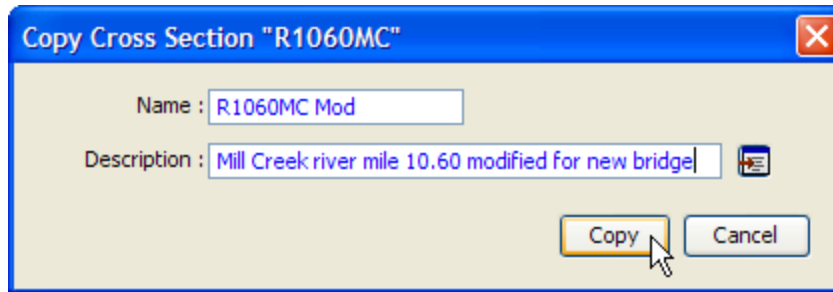 Copy Cross Section "R1060MC"
Name : R1060MC Mod
Description : Mill Creek river mile 10.60 modified for new bridge
Copy Cancel